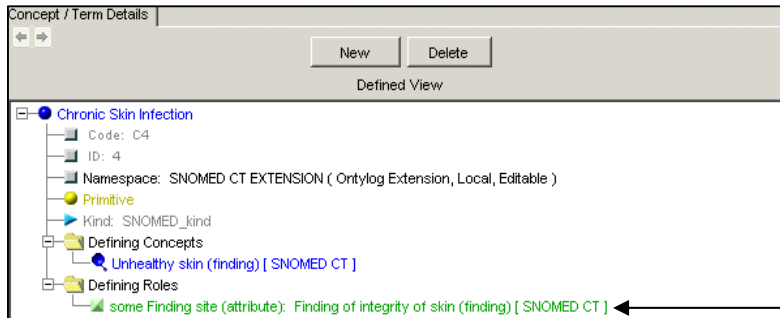 Concept / Term Details
New Delete
Defined View
Chronic Skin Infection
Code: C4
ID: 4
Namespace: SNOMED CT EXTENSION ( Ontylog Extension, Local, Editable )
Primitive
Kind: SNOMED_kind
Defining Concepts
Unhealthy skin (finding) [ SNOMED CT ]
Defining Roles
some Finding site (attribute): Finding of integrity of skin (finding) [ SNOMED CT ]